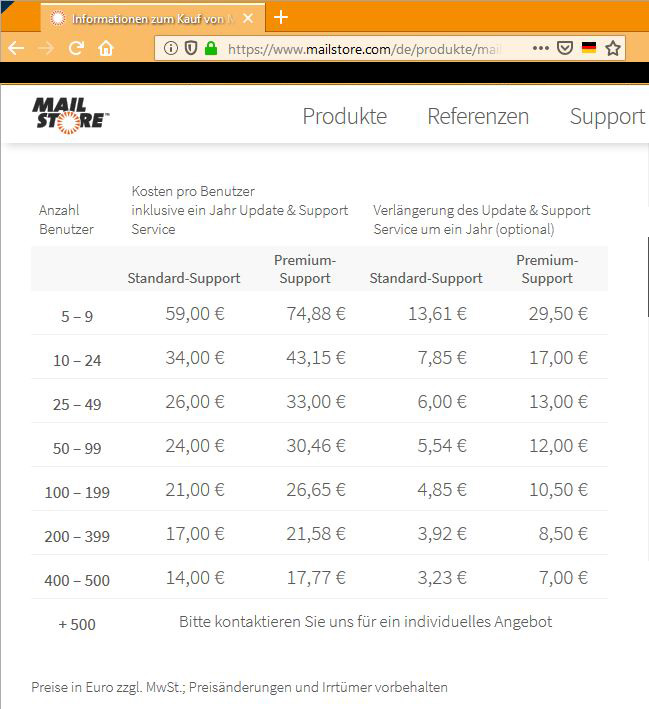 Informationen zum Kauf von M
https://www.mailstore.com/de/produkte/mail
MAIL
STORE™
Produkte Referenzen Support
Anzahl Benutzer
Kosten pro Benutzer
inklusive ein Jahr Update & Support
Service
Verlängerung des Update & Support
Service um ein Jahr (optional)
Standard-Support Premium-Support Standard-Support Premium-Support
5 – 9 59,00 € 74,88 € 13,61 € 29,50 €
10 – 24 34,00 € 43,15 € 7,85 € 17,00 €
25 – 49 26,00 € 33,00 € 6,00 € 13,00 €
50 – 99 24,00 € 30,46 € 5,54 € 12,00 €
100 – 199 21,00 € 26,65 € 4,85 € 10,50 €
200 – 399 17,00 € 21,58 € 3,92 € 8,50 €
400 – 500 14,00 € 17,77 € 3,23 € 7,00 €
+ 500 Bitte kontaktieren Sie uns für ein individuelles Angebot
Preise in Euro zzgl. MwSt.; Preisänderungen und Irrtümer vorbehalten